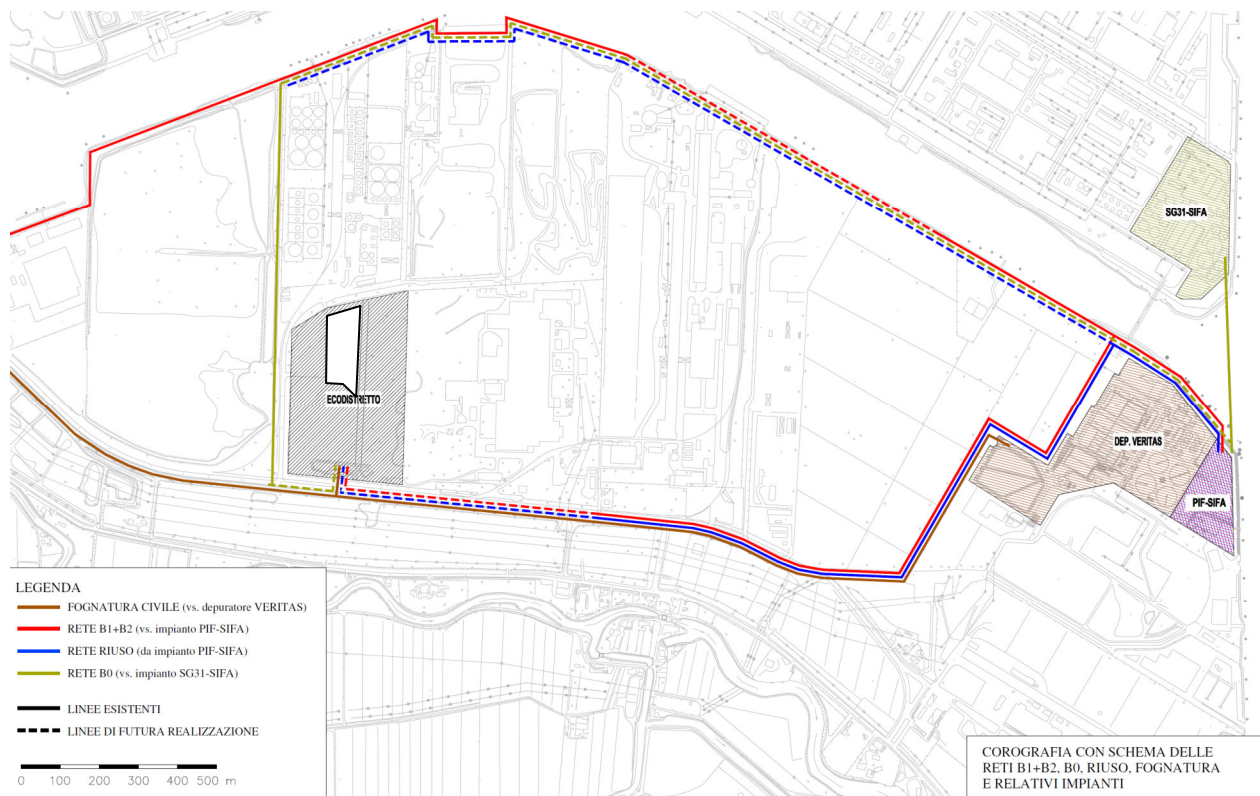 SG31-SIFA
ECODISTRETTO
DEP. VERITAS
PIF-SIFA
LEGENDA
FOGNATURA CIVILE (vs. depuratore VERITAS)
RETE B1+B2 (vs. impianto PIF-SIFA)
RETE RIUSO (da impianto PIF-SIFA)
RETE B0 (vs. impianto SG31-SIFA)
LINEE ESISTENTI
LINEE DI FUTURA REALIZZAZIONE
0 100 200 300 400 500 m
COROGRAFIA CON SCHEMA DELLE
RETI B1+B2, B0, RIUSO, FOGNATURA
E RELATIVI IMPIANTI